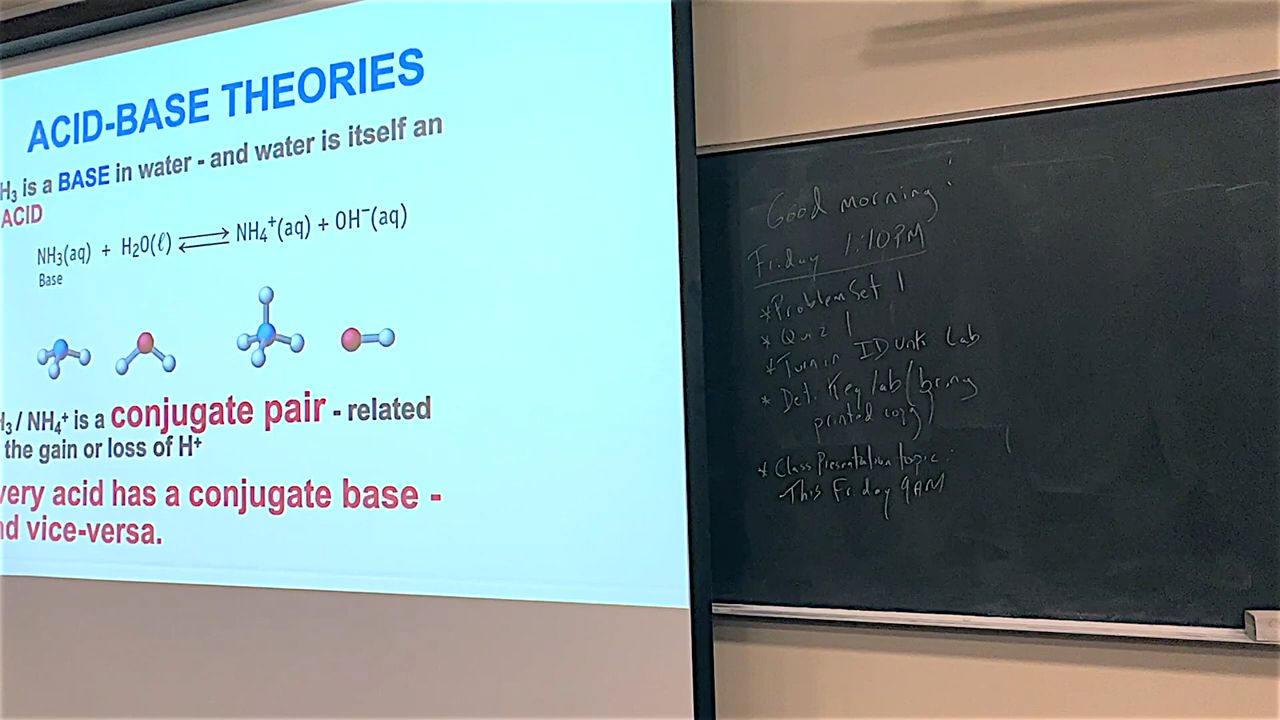 ACID-BASE THEORIES
H₃ is a BASE in water - and water is itself an
ACID
NH₃(aq) + H₂O(ℓ) ⇌ NH₄⁺(aq) + OH⁻(aq)
Base
H₃ / NH₄⁺ is a conjugate pair - related
the gain or loss of H⁺
very acid has a conjugate base -
nd vice-versa.
Good morning!
Friday 1:10PM
* Problem Set 1
* Quiz 1
* Turn in ID Unk Lab
* Det. Key lab (bring
printed copy)
* Class Presentation topic:
This Friday 9AM